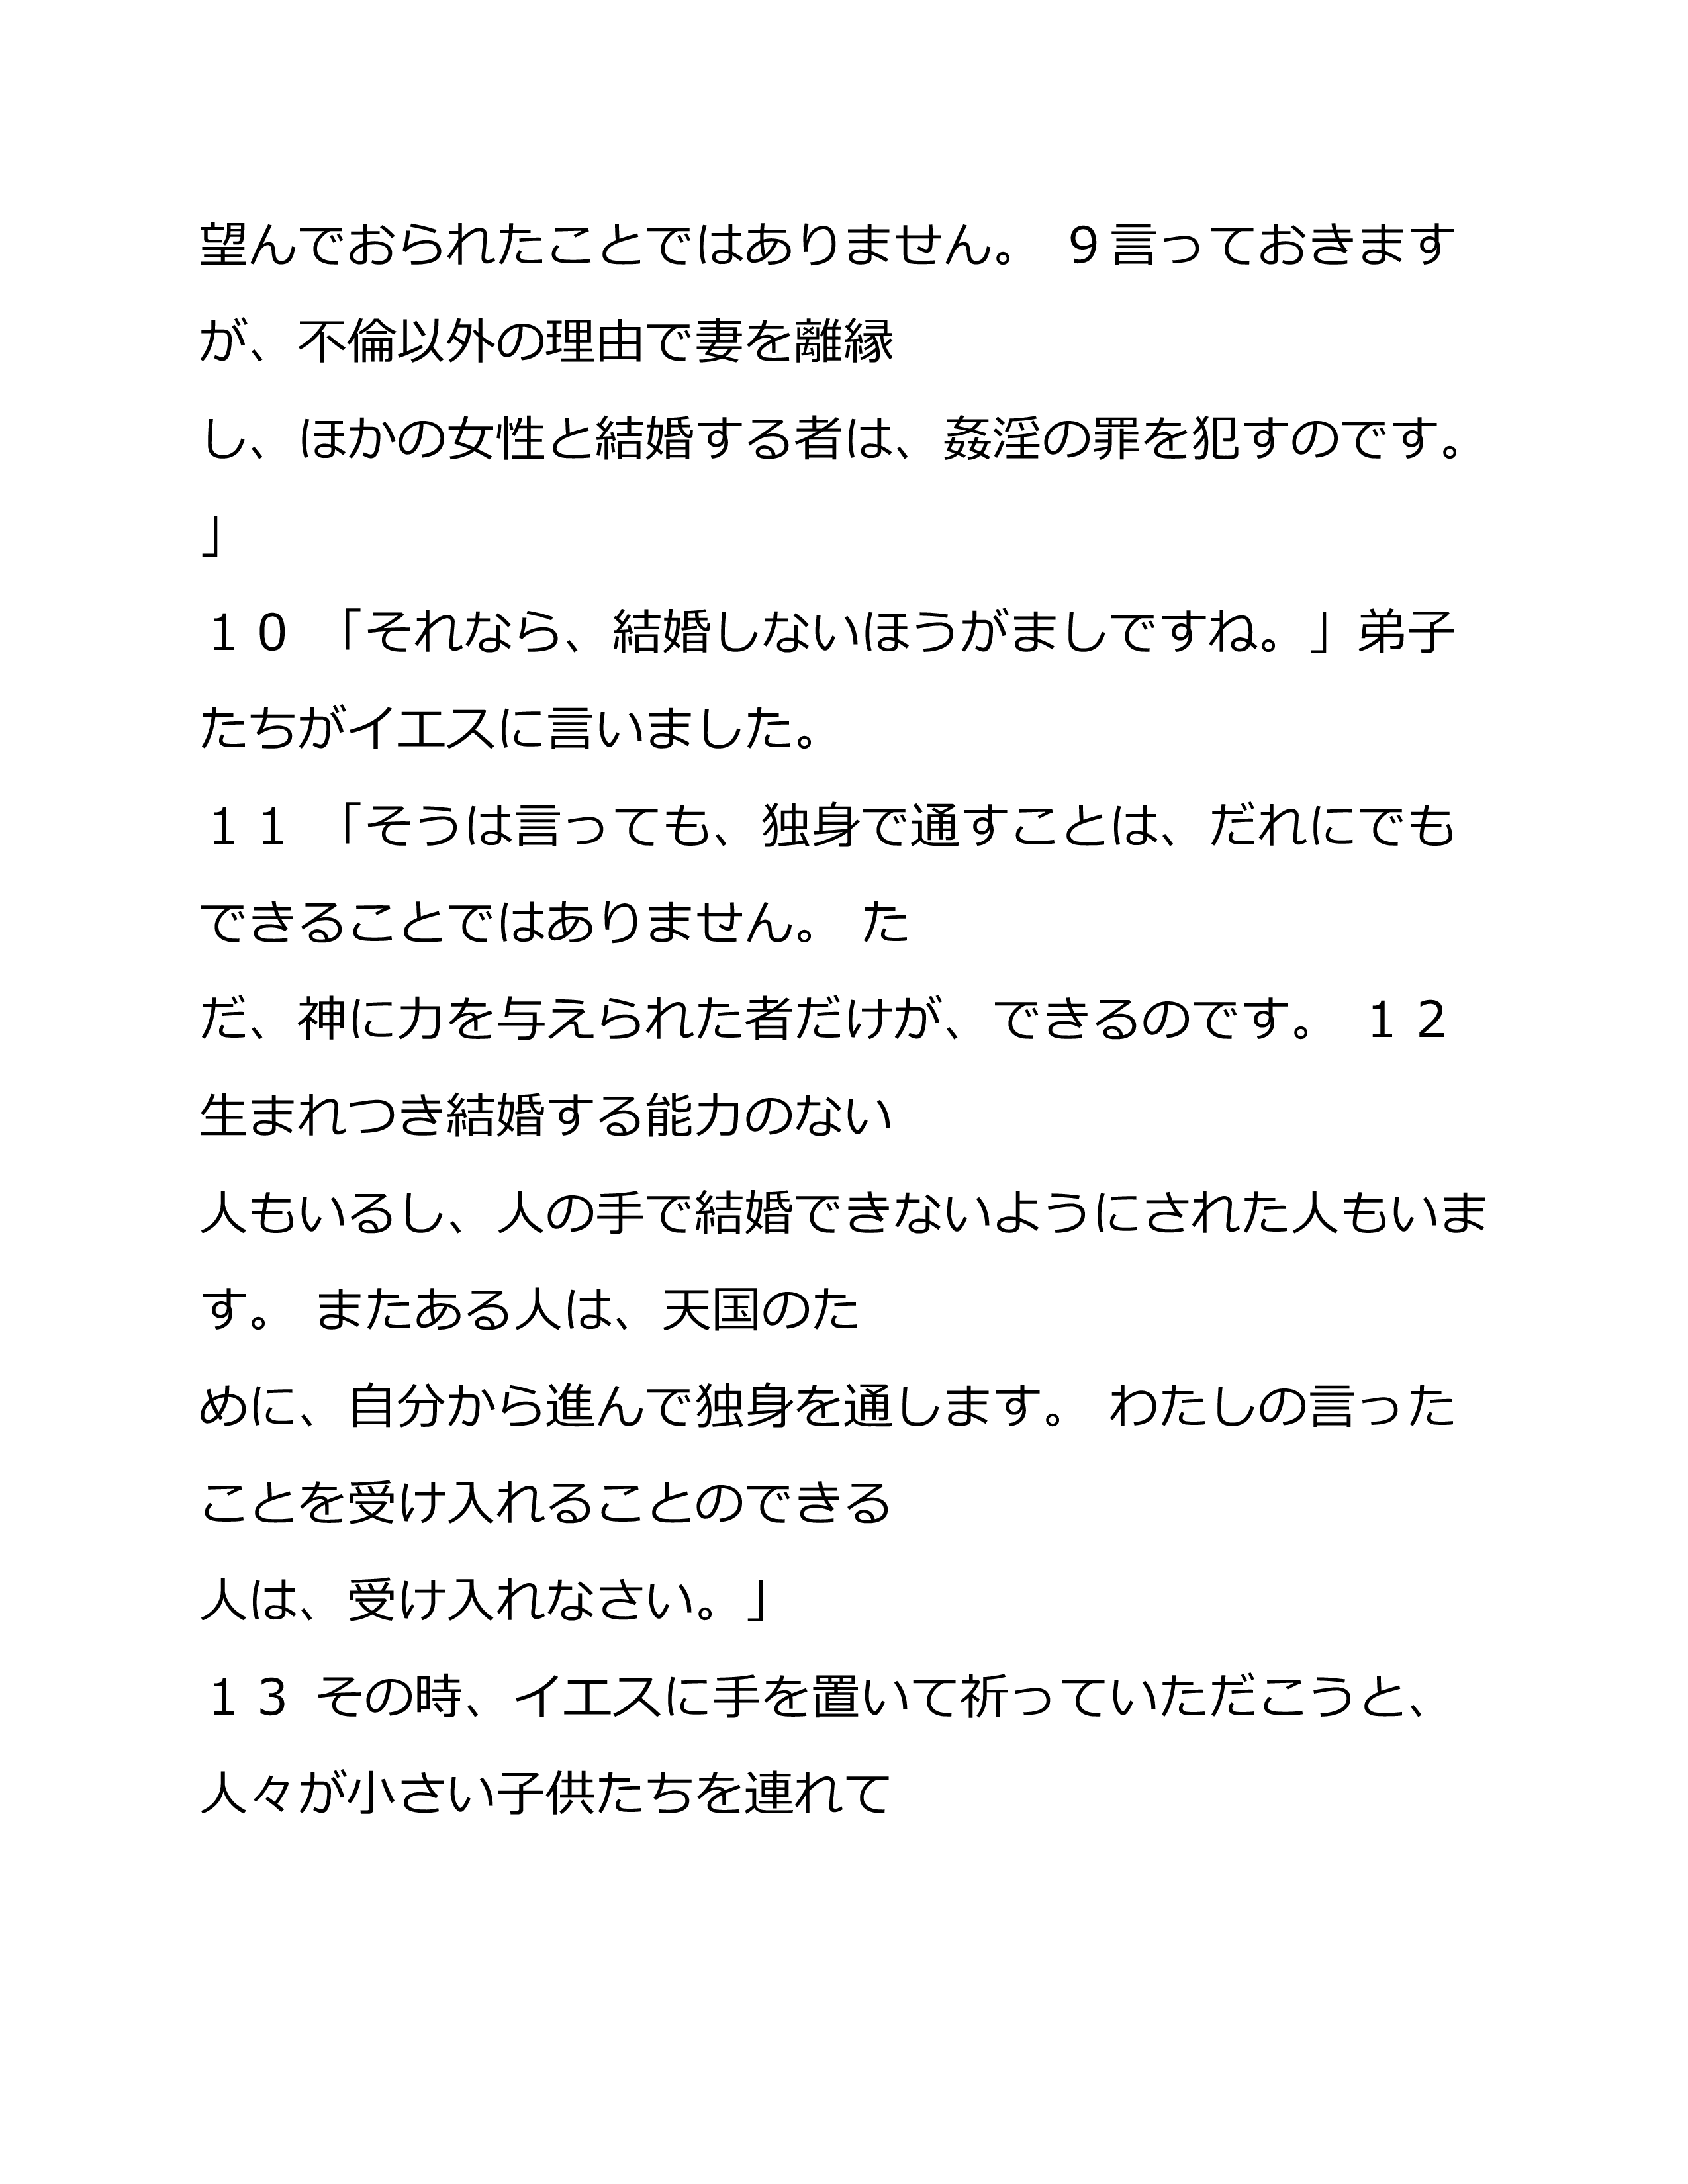 望んでおられたことではありません。 ９言っておきます
が、不倫以外の理由で妻を離縁
し、ほかの女性と結婚する者は、姦淫の罪を犯すのです。
」
１０ 「それなら、結婚しないほうがましですね。」弟子
たちがイエスに言いました。
１１ 「そうは言っても、独身で通すことは、だれにでも
できることではありません。 た
だ、神に力を与えられた者だけが、できるのです。 １２
生まれつき結婚する能力のない
人もいるし、人の手で結婚できないようにされた人もいま
す。 またある人は、天国のた
めに、自分から進んで独身を通します。 わたしの言った
ことを受け入れることのできる
人は、受け入れなさい。」
１３ その時、イエスに手を置いて祈っていただこうと、
人々が小さい子供たちを連れて